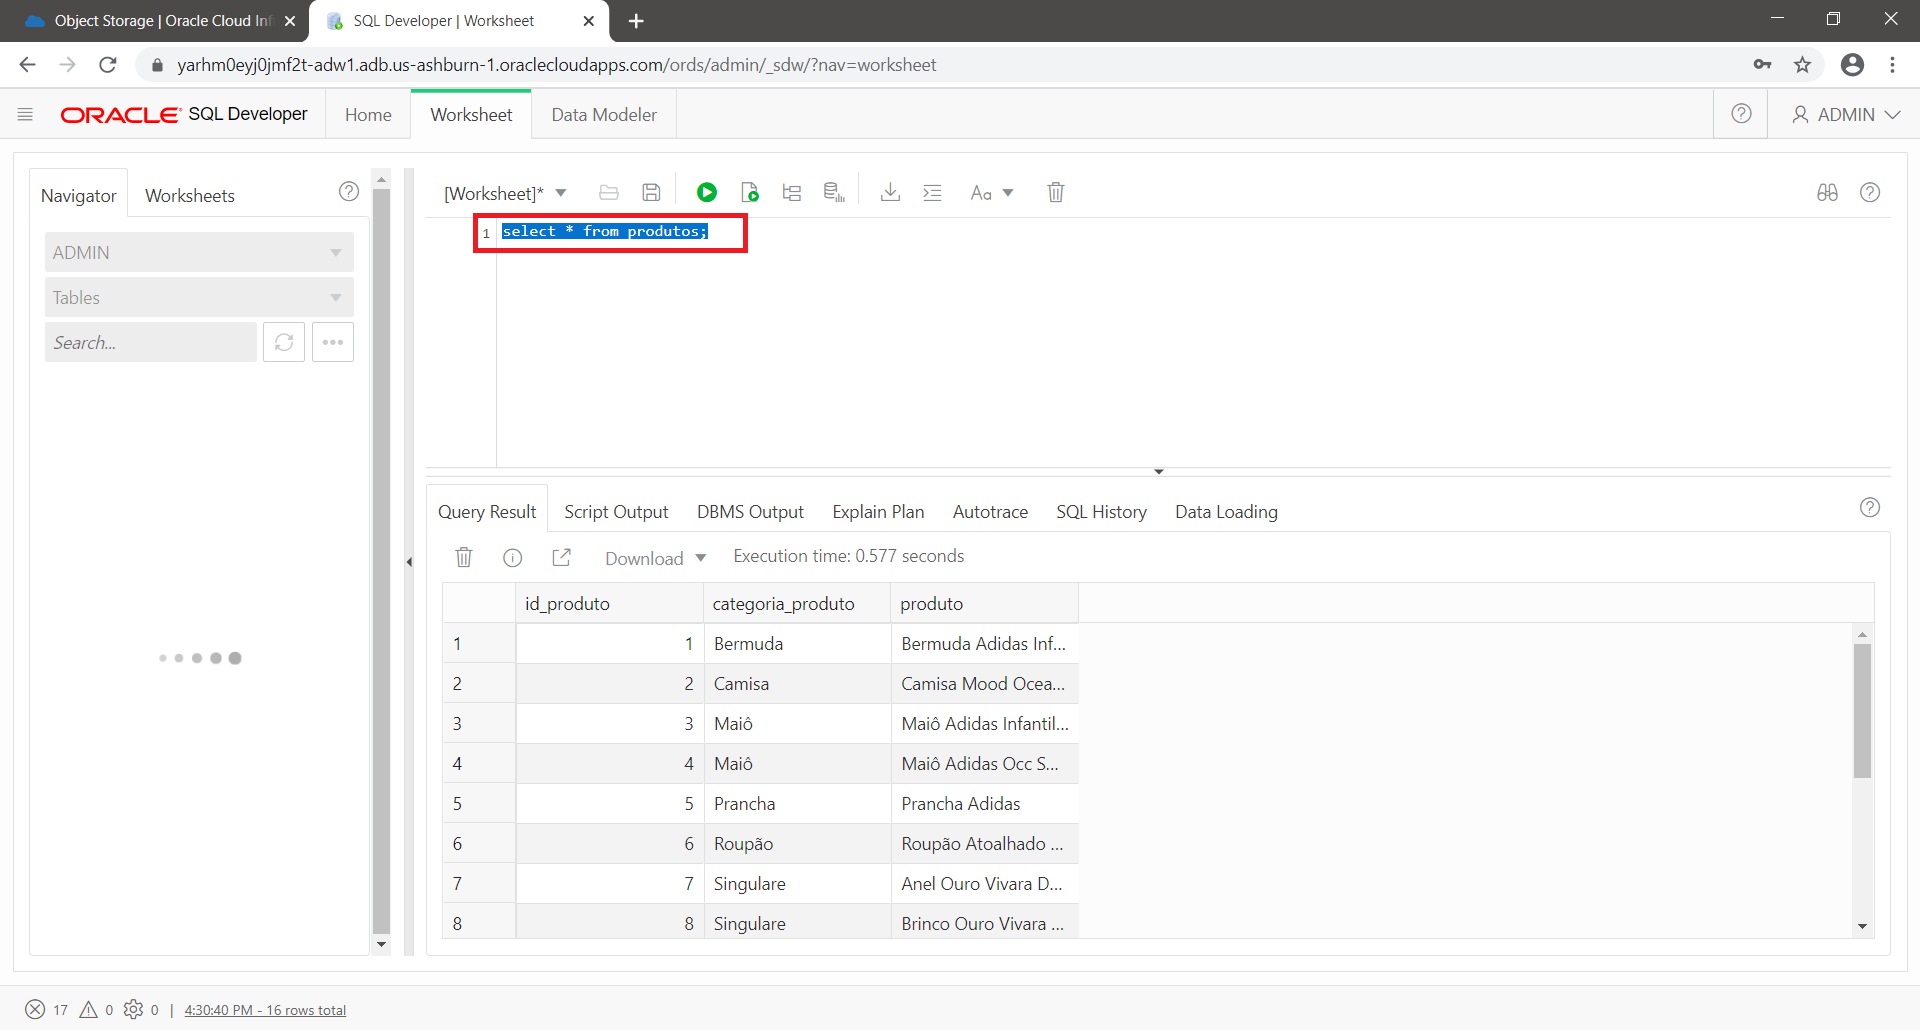 Object Storage | Oracle Cloud Inf
SQL Developer | Worksheet
yarhm0eyj0jmf2t-adw1.adb.us-ashburn-1.oraclecloudapps.com/ords/admin/_sdw/?nav=worksheet
ORACLE SQL Developer
Home
Worksheet
Data Modeler
ADMIN
Navigator
Worksheets
ADMIN
Tables
Search...
[Worksheet]*
Aa
1 select * from produtos;
Query Result
Script Output
DBMS Output
Explain Plan
Autotrace
SQL History
Data Loading
Download
Execution time: 0.577 seconds
id_produto categoria_produto produto
1 1 Bermuda Bermuda Adidas Inf...
2 2 Camisa Camisa Mood Ocea...
3 3 Maiô Maiô Adidas Infantil...
4 4 Maiô Maiô Adidas Occ S...
5 5 Prancha Prancha Adidas
6 6 Roupão Roupão Atoalhado ...
7 7 Singulare Anel Ouro Vivara D...
8 8 Singulare Brinco Ouro Vivara ...
17 0 0 | 4:30:40 PM - 16 rows total